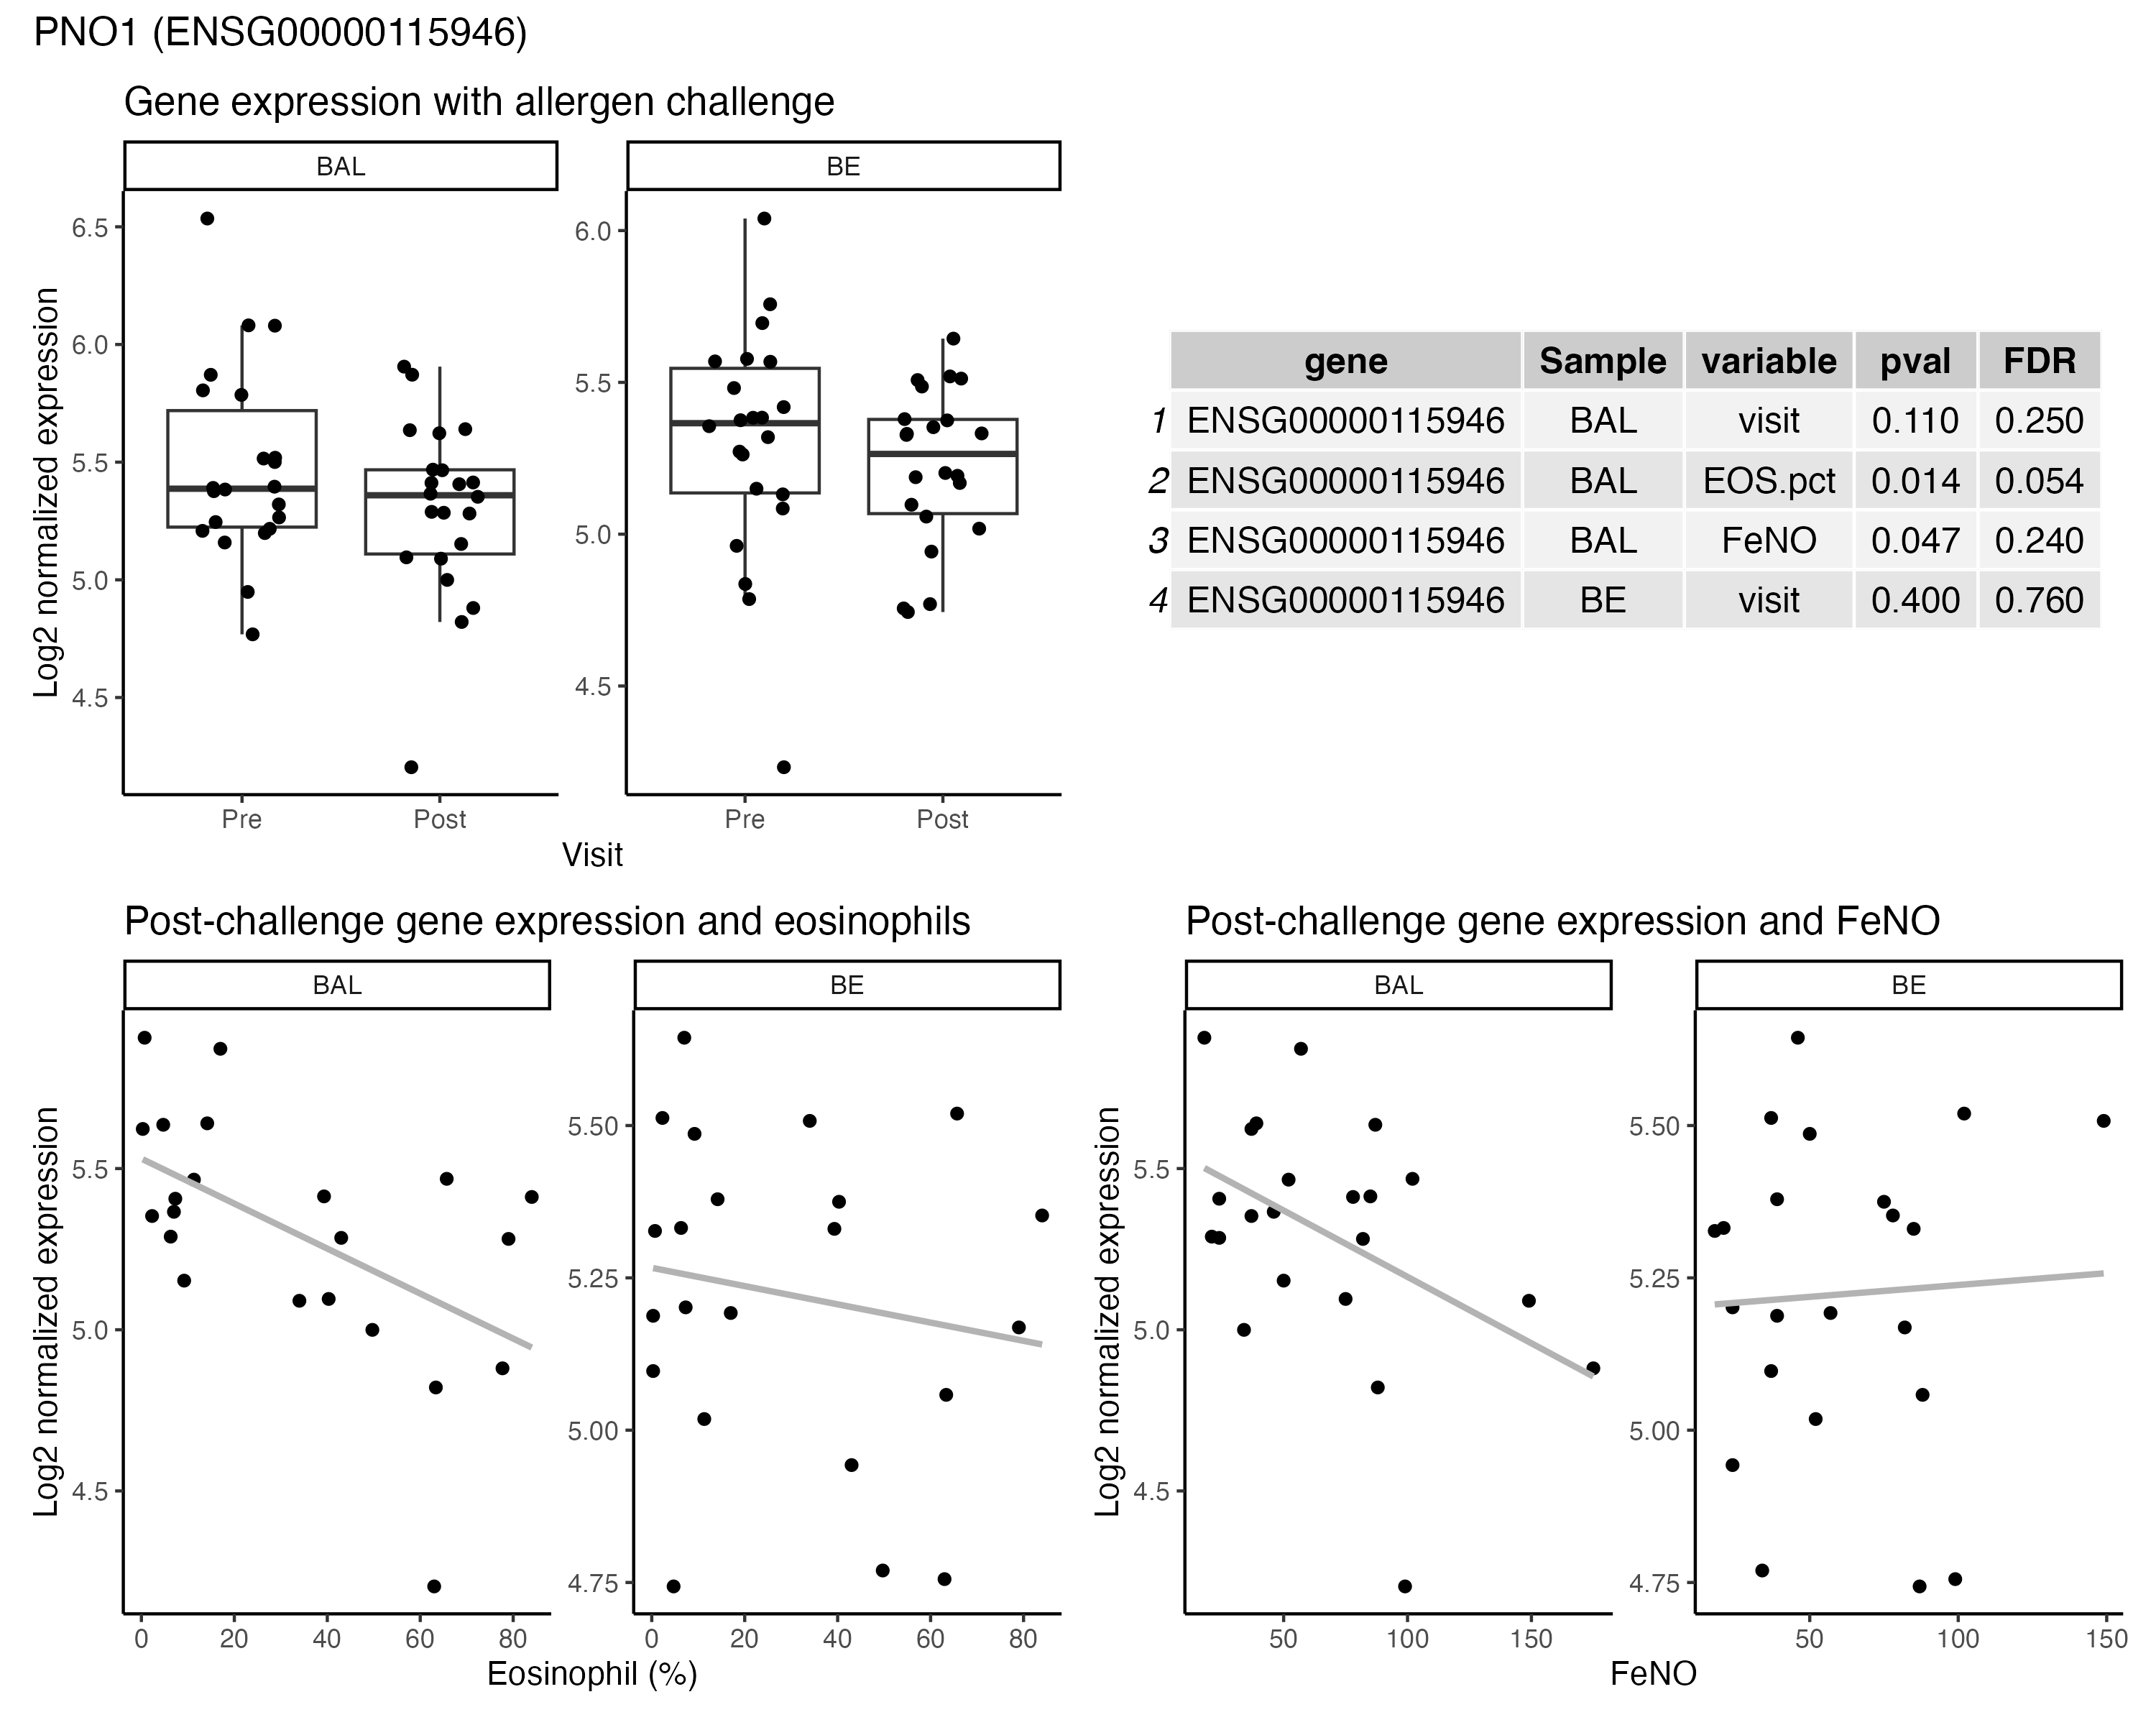 PNO1 (ENSG00000115946)
Gene expression with allergen challenge
BAL
BE
Log2 normalized expression
6.5
6.0
5.5
5.0
4.5
6.0
5.5
5.0
4.5
Pre
Post
Pre
Post
Visit
gene Sample variable pval FDR
1 ENSG00000115946 BAL visit 0.110 0.250
2 ENSG00000115946 BAL EOS.pct 0.014 0.054
3 ENSG00000115946 BAL FeNO 0.047 0.240
4 ENSG00000115946 BE visit 0.400 0.760
Post-challenge gene expression and eosinophils
BAL
BE
Log2 normalized expression
5.5
5.0
4.5
5.50
5.25
5.00
4.75
0 20 40 60 80
0 20 40 60 80
Eosinophil (%)
Post-challenge gene expression and FeNO
BAL
BE
Log2 normalized expression
5.5
5.0
4.5
5.50
5.25
5.00
4.75
50 100 150
50 100 150
FeNO